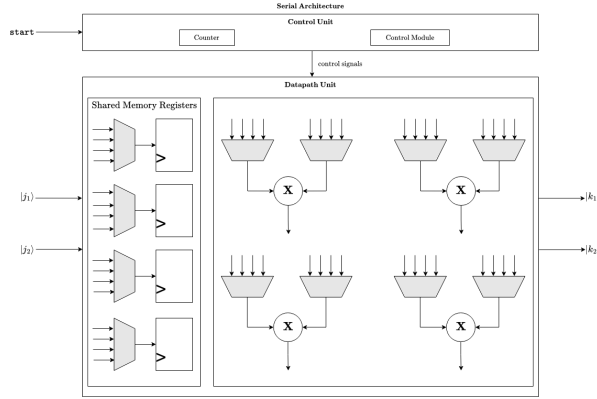 Serial Architecture
Control Unit
start
Counter
Control Module
control signals
Datapath Unit
Shared Memory Registers
>
X
X
>
|j₁⟩
|k₁
|j₂⟩
|k₂
>
X
X
>